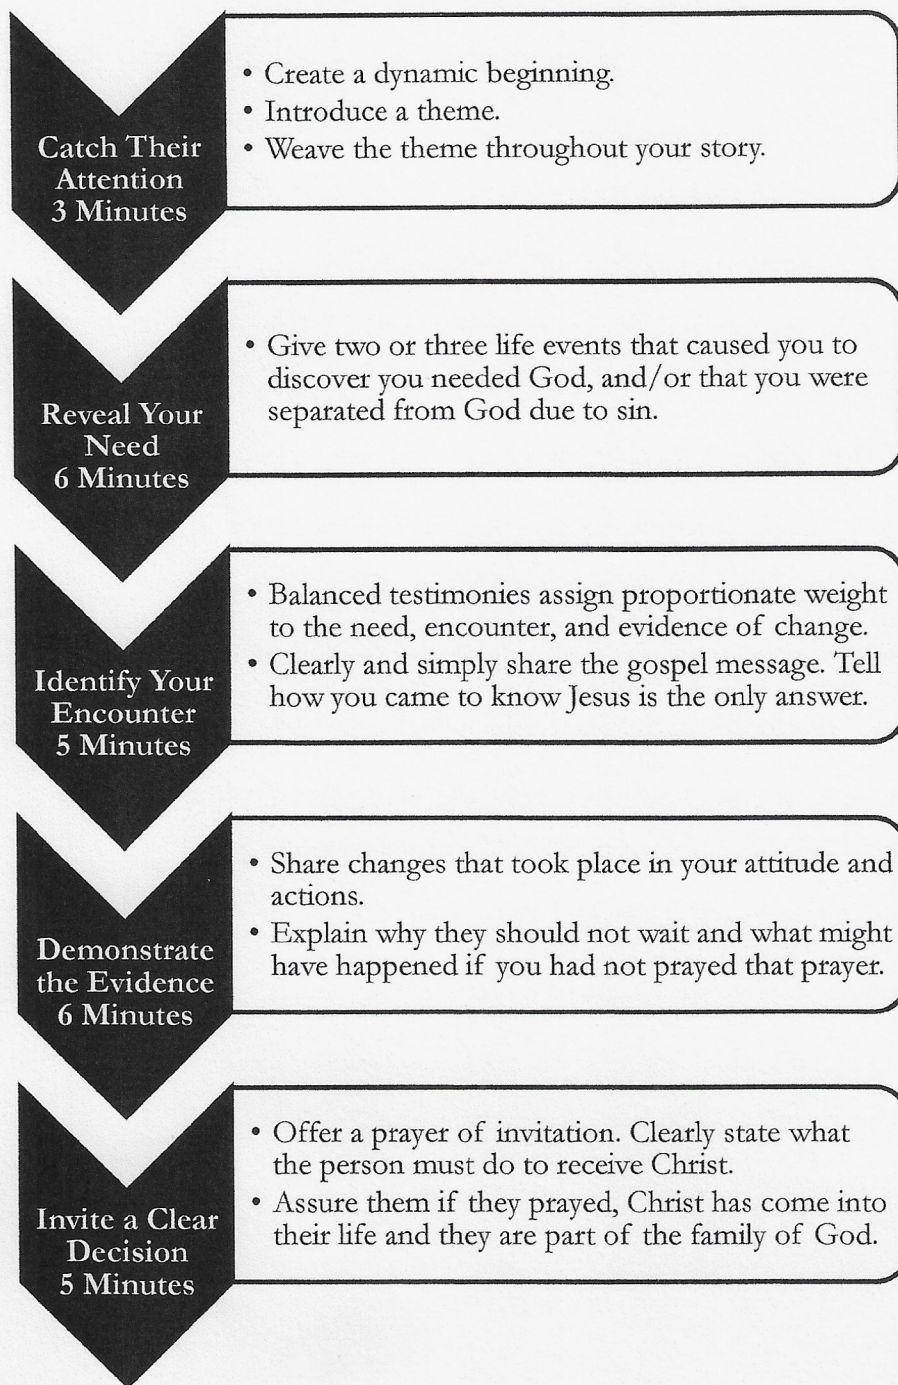 Catch Their
Attention
3 Minutes
• Create a dynamic beginning.
• Introduce a theme.
• Weave the theme throughout your story.
Reveal Your
Need
6 Minutes
• Give two or three life events that caused you to
discover you needed God, and/or that you were
separated from God due to sin.
Identify Your
Encounter
5 Minutes
• Balanced testimonies assign proportionate weight
to the need, encounter, and evidence of change.
• Clearly and simply share the gospel message. Tell
how you came to know Jesus is the only answer.
Demonstrate
the Evidence
6 Minutes
• Share changes that took place in your attitude and
actions.
• Explain why they should not wait and what might
have happened if you had not prayed that prayer.
Invite a Clear
Decision
5 Minutes
• Offer a prayer of invitation. Clearly state what
the person must do to receive Christ.
• Assure them if they prayed, Christ has come into
their life and they are part of the family of God.